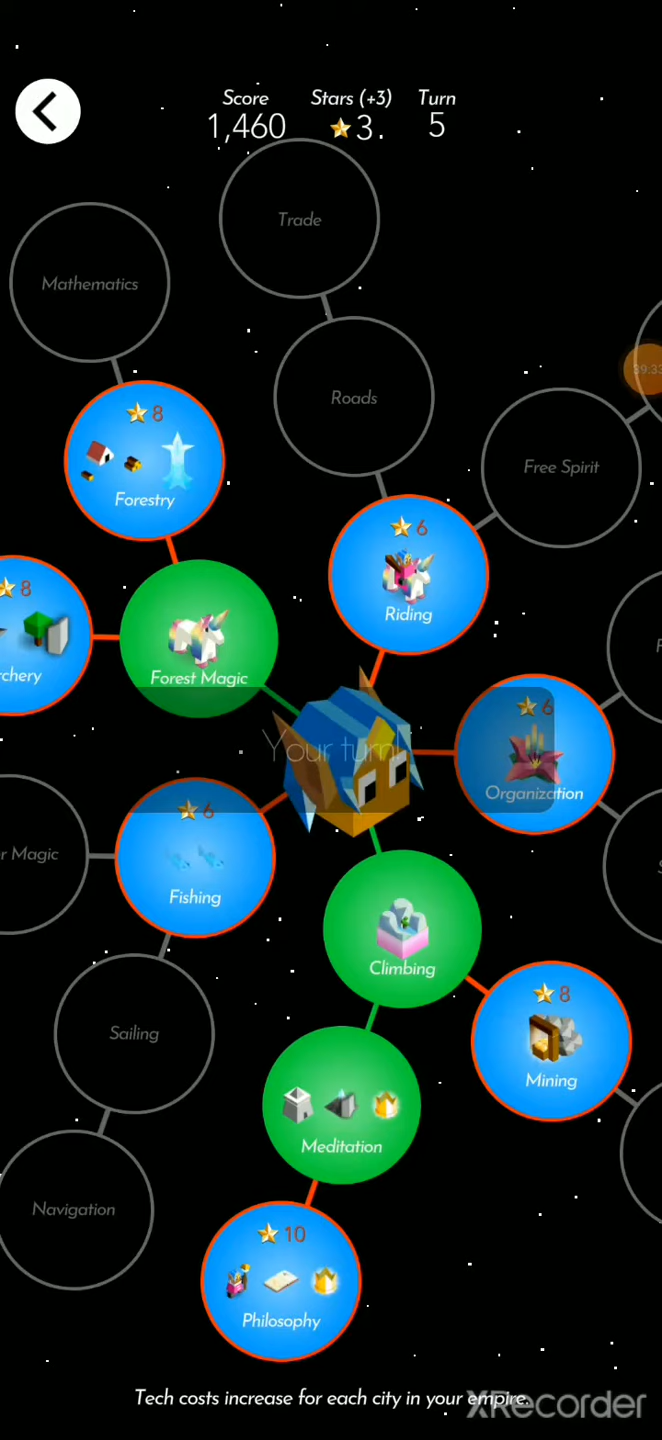 Score Stars (+3) Turn
1,460 3. 5
Trade
Mathematics
Roads
8
Free Spirit
Forestry
6
8
Riding
Forest Magic
6
Your turn!
Organization
6
Fishing
Climbing
8
Sailing
Mining
Meditation
Navigation
10
Philosophy
Tech costs increase for each city in your empire.
XRecorder